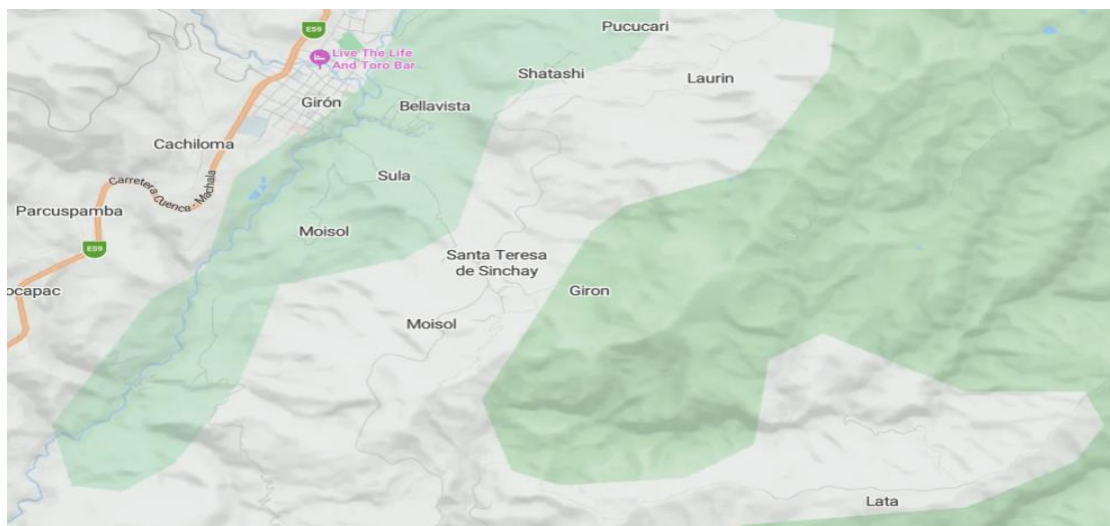 E59
Pucucari
Live The Life
And Toro Bar
Shatashi
Laurin
Girón
Bellavista
Cachiloma
Sula
Carretera Cuenca - Machala
Parcuspamba
Moisol
E59
Santa Teresa
de Sinchay
ocapac
Giron
Moisol
Lata